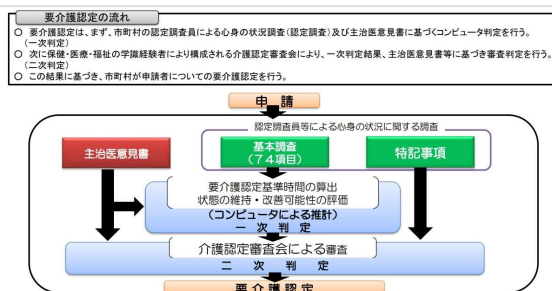 要介護認定の流れ
○ 要介護認定は、まず、市町村の認定調査員による心身の状況調査(認定調査)及び主治医意見書に基づくコンピュータ判定を行う。
(一次判定)
○ 次に保健・医療・福祉の学識経験者により構成される介護認定審査会により、一次判定結果、主治医意見書等に基づき審査判定を行う。
(二次判定)
○ この結果に基づき、市町村が申請者についての要介護認定を行う。
申 請
認定調査員等による心身の状況に関する調査
主治医意見書
基本調査
(74項目)
特記事項
要介護認定基準時間の算出
状態の維持・改善可能性の評価
(コンピュータによる推計)
一 次 判 定
介護認定審査会による審査
二 次 判 定
要介護認定